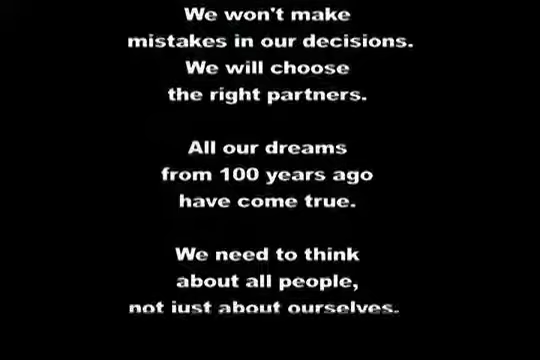 We won't make
mistakes in our decisions.
We will choose
the right partners.
All our dreams
from 100 years ago
have come true.
We need to think
about all people,
not just about ourselves.